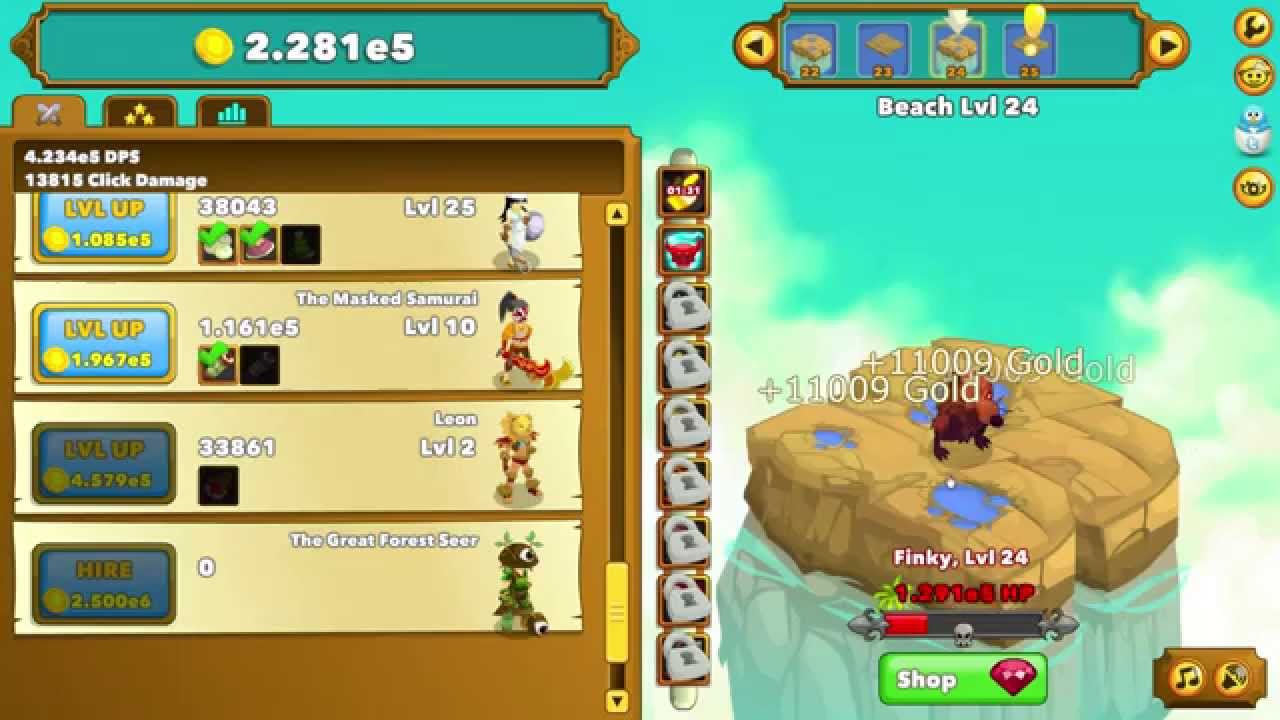 2.281e5
22
23
24
25
Beach Lvl 24
4.234e5 DPS
13815 Click Damage
LVL UP
1.085e5
38043
Lvl 25
The Masked Samurai
LVL UP
1.967e5
1.161e5
Lvl 10
Leon
LVL UP
4.579e5
33861
Lvl 2
The Great Forest Seer
HIRE
2.500e6
0
01:31
+11009 Gold
+11009 Gold
Finky, Lvl 24
1.291e5 HP
Shop